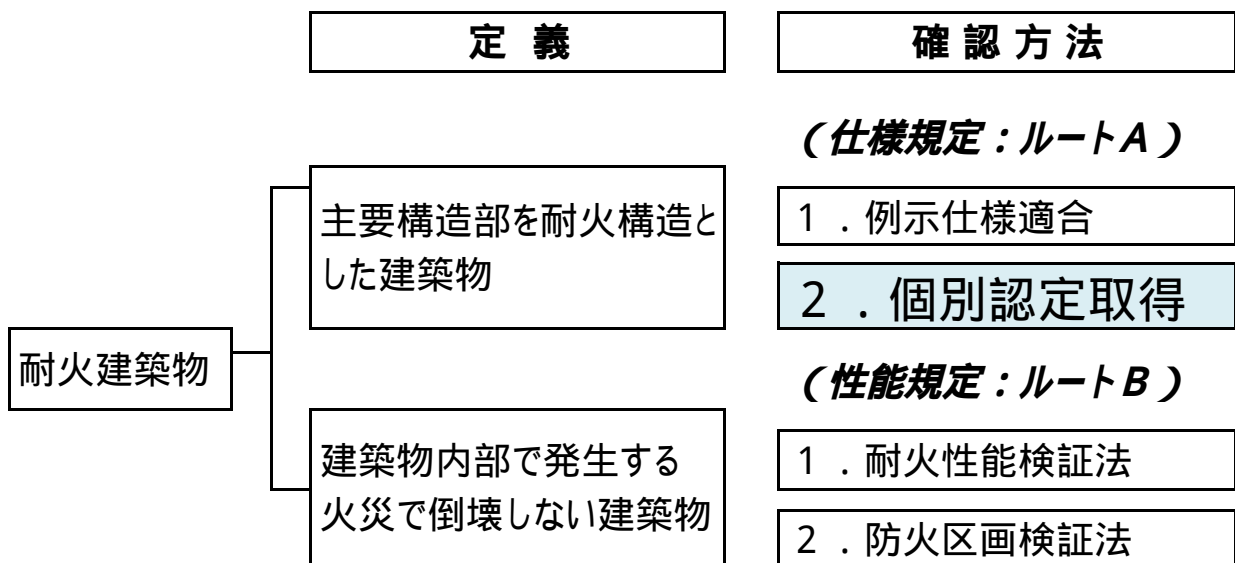 定 義
確 認 方 法
(仕様規定：ルートA)
主要構造部を耐火構造と
した建築物
1．例示仕様適合
2．個別認定取得
耐火建築物
(性能規定：ルートB)
建築物内部で発生する
火災で倒壊しない建築物
1．耐火性能検証法
2．防火区画検証法